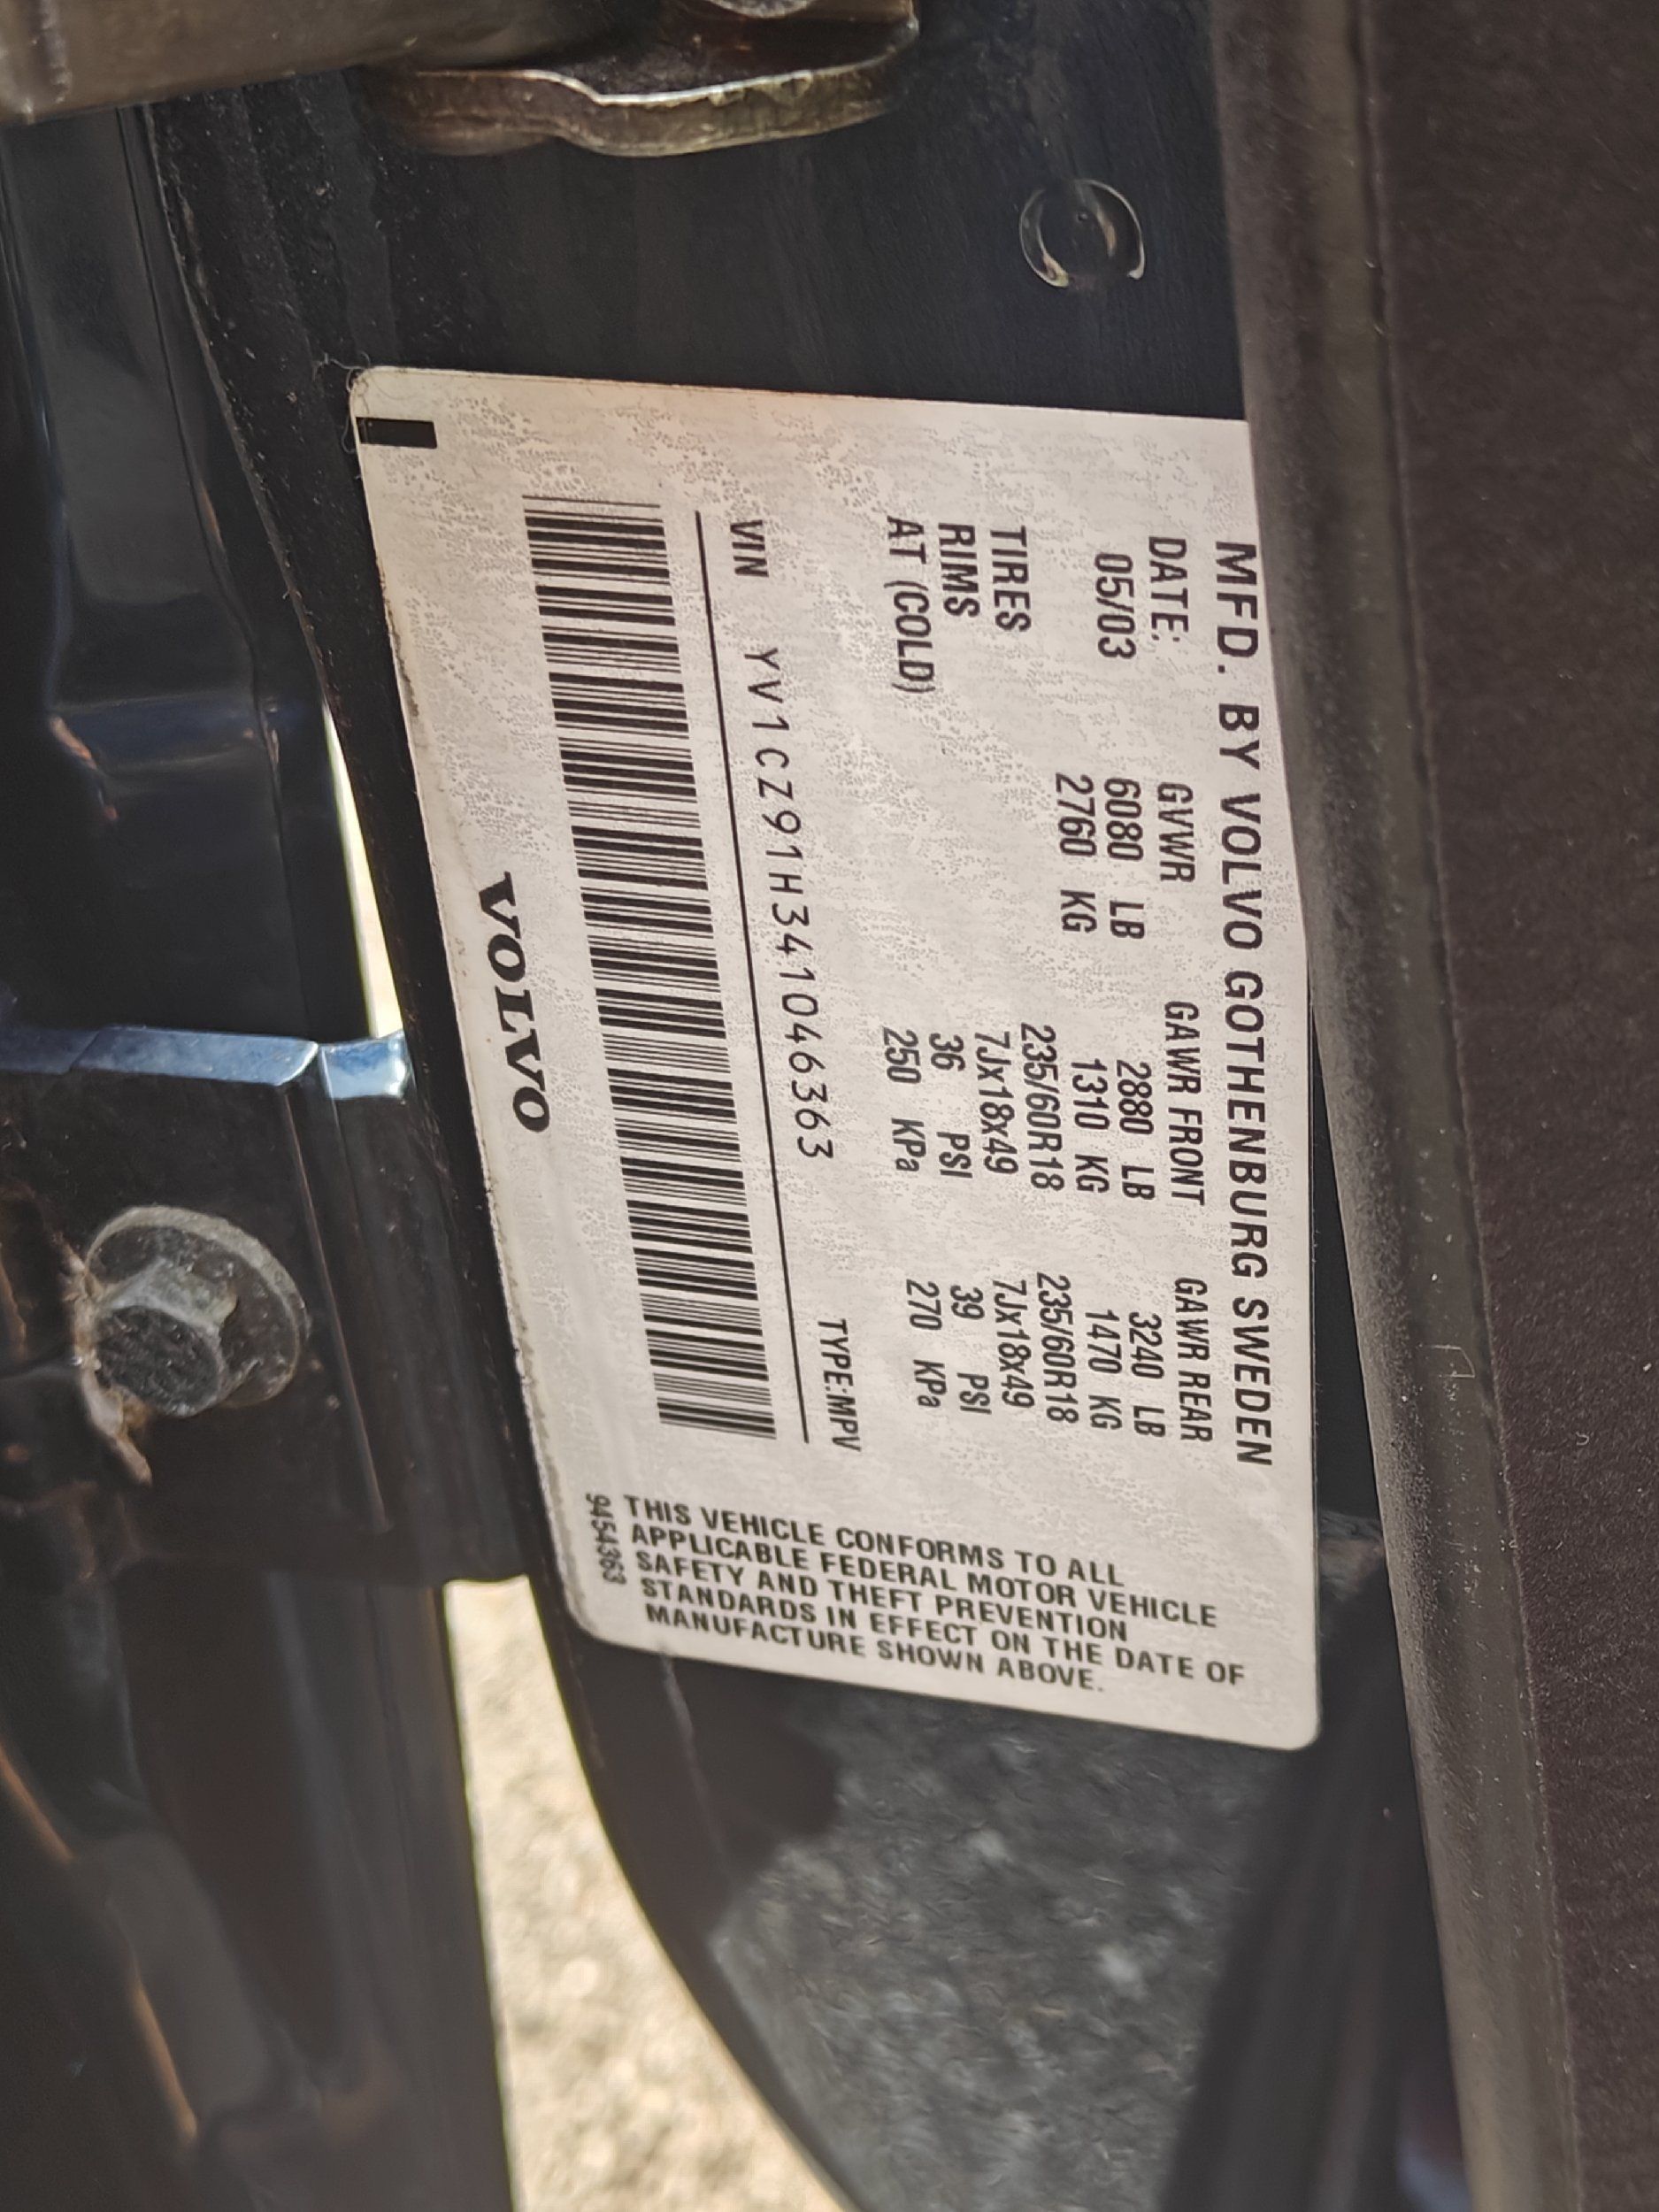 MFD. BY VOLVO GOTHENBURG SWEDEN
DATE: GVWR GAWR FRONT GAWR REAR
05/03 6080 LB 2880 LB 3240 LB
2760 KG 1310 KG 1470 KG
TIRES 235/60R18 235/60R18
RIMS 7Jx18x49 7Jx18x49
AT (COLD) 36 PSI 39 PSI
250 KPa 270 KPa
VIN YV1CZ91H341046363 TYPE:MPV
VOLVO
THIS VEHICLE CONFORMS TO ALL
APPLICABLE FEDERAL MOTOR VEHICLE
SAFETY AND THEFT PREVENTION
STANDARDS IN EFFECT ON THE DATE OF
MANUFACTURE SHOWN ABOVE.
9454363